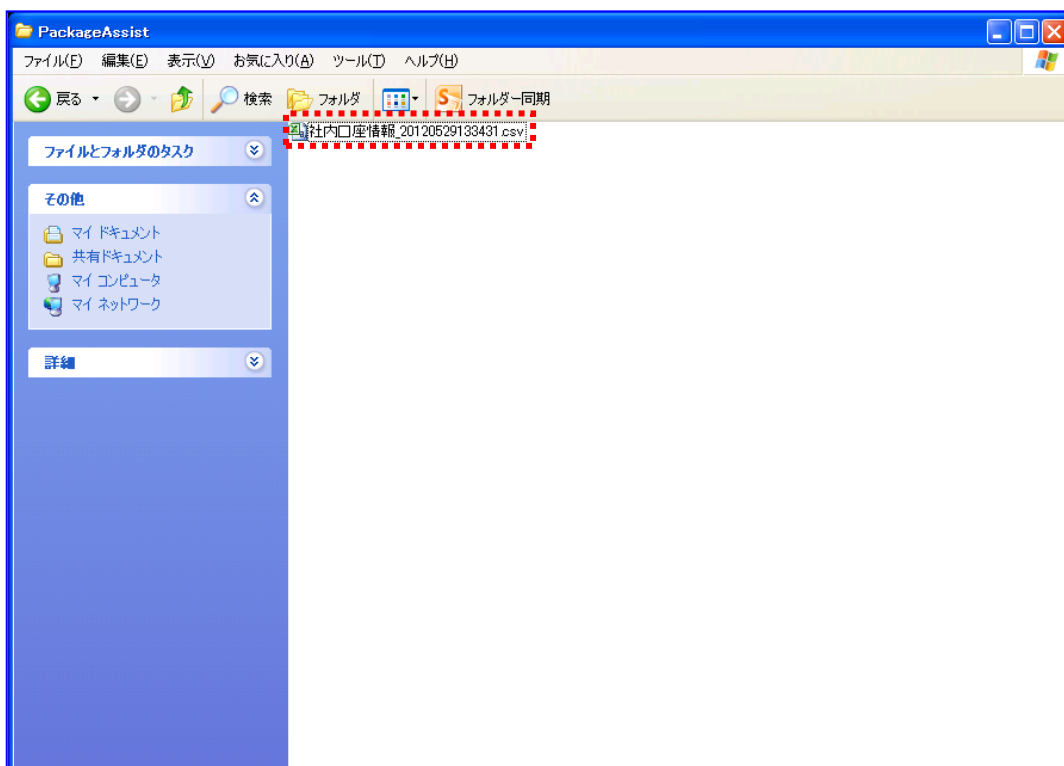 PackageAssist
ファイル(F) 編集(E) 表示(V) お気に入り(A) ツール(T) ヘルプ(H)
戻る 検索 フォルダ フォルダー同期
社内口座情報_20120529133431.csv
ファイルとフォルダのタスク
その他
マイ ドキュメント
共有ドキュメント
マイ コンピュータ
マイ ネットワーク
詳細